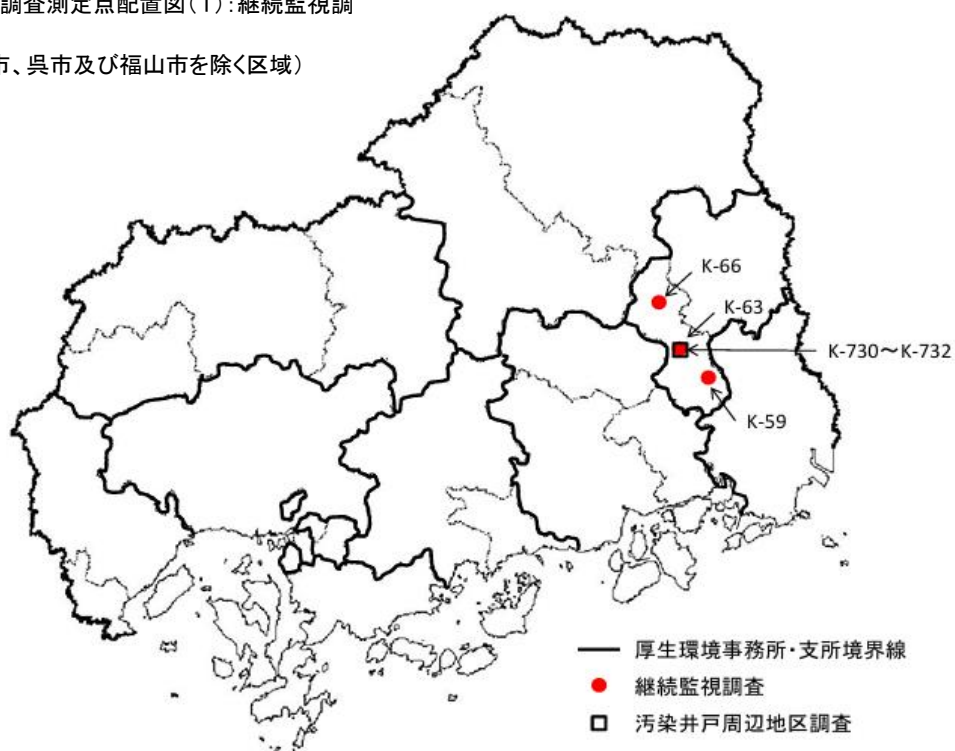 調査測定点配置図(1):継続監視調
市、呉市及び福山市を除く区域)
K-66
K-63
K-730～K-732
K-59
厚生環境事務所・支所境界線
継続監視調査
汚染井戸周辺地区調査